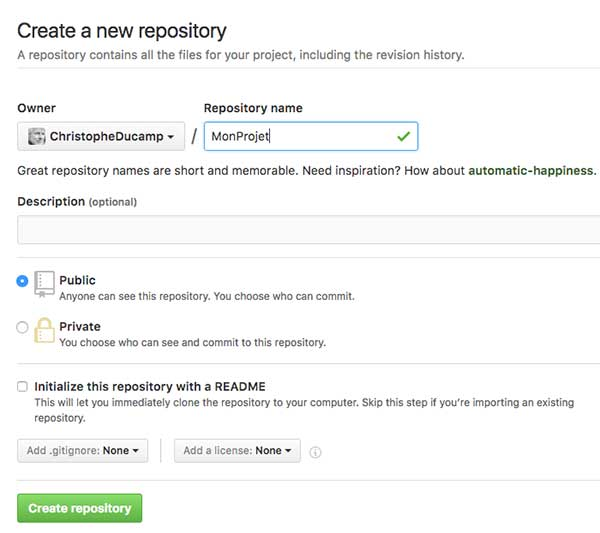 Create a new repository
A repository contains all the files for your project, including the revision history.
Owner
Repository name
ChristopheDucamp
/
MonProjet
Great repository names are short and memorable. Need inspiration? How about automatic-happiness.
Description (optional)
Public
Anyone can see this repository. You choose who can commit.
Private
You choose who can see and commit to this repository.
Initialize this repository with a README
This will let you immediately clone the repository to your computer. Skip this step if you're importing an existing
repository.
Add .gitignore: None
Add a license: None
Create repository